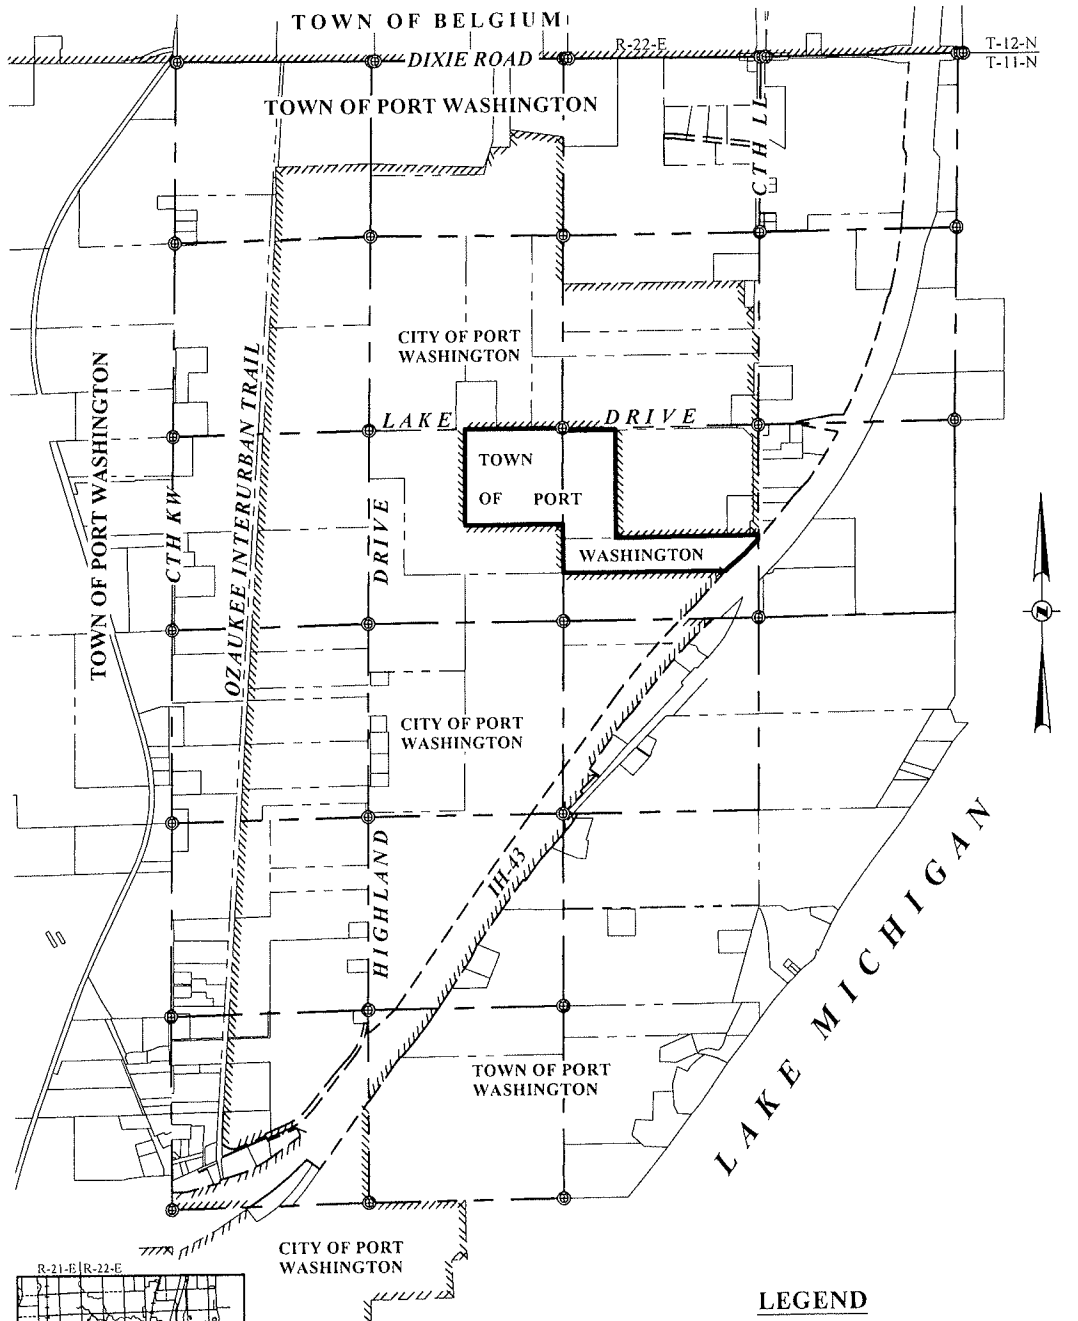 TOWN OF BELGIUM
R-22-E
T-12-N
DIXIE ROAD
T-11-N
TOWN OF PORT WASHINGTON
CTH LL
CITY OF PORT
WASHINGTON
TOWN OF PORT WASHINGTON
OZAUKEE INTERURBAN TRAIL
LAKE DRIVE
TOWN
OF PORT
WASHINGTON
CTH KW
DRIVE
CITY OF PORT
WASHINGTON
HIGHLAND
IH-43
LAKE MICHIGAN
TOWN OF PORT
WASHINGTON
CITY OF PORT
WASHINGTON
R-21-E R-22-E
LEGEND
N